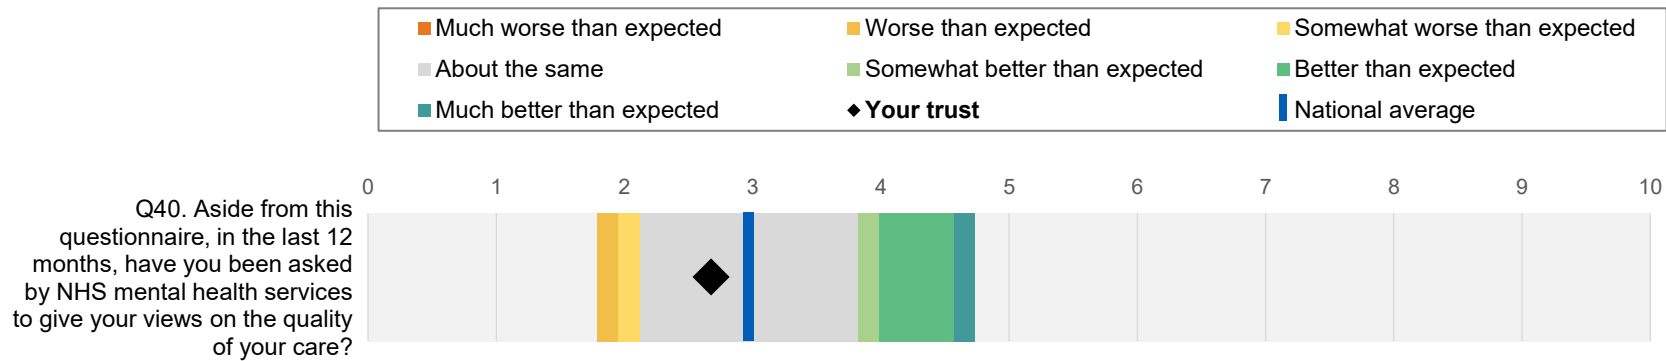 Much worse than expected Worse than expected Somewhat worse than expected
About the same Somewhat better than expected Better than expected
Much better than expected Your trust National average
0 1 2 3 4 5 6 7 8 9 10
Q40. Aside from this
questionnaire, in the last 12
months, have you been asked
by NHS mental health services
to give your views on the quality
of your care?